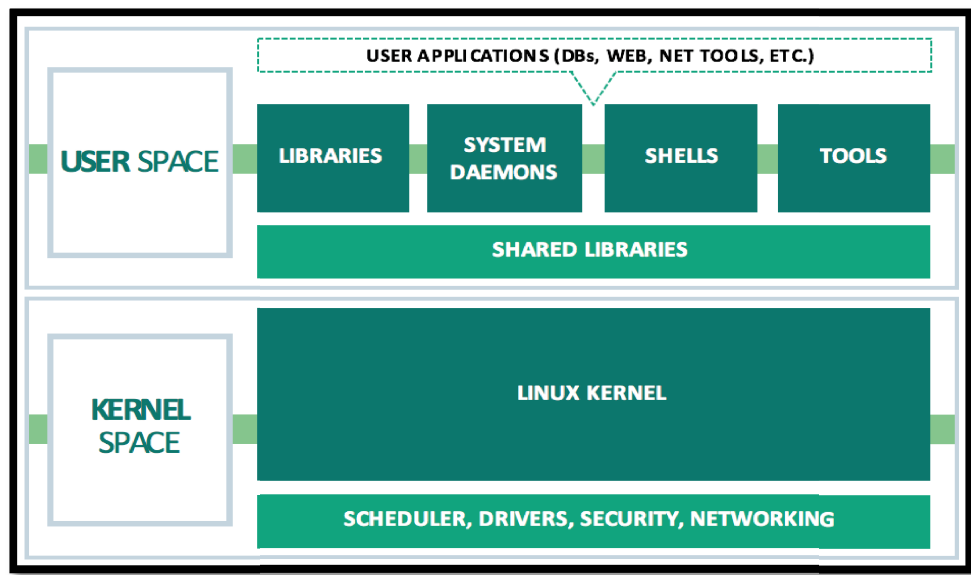 USER APPLICATIONS (DBs, WEB, NET TOOLS, ETC.)
USER SPACE
LIBRARIES
SYSTEM
DAEMONS
SHELLS
TOOLS
SHARED LIBRARIES
KERNEL
SPACE
LINUX KERNEL
SCHEDULER, DRIVERS, SECURITY, NETWORKING